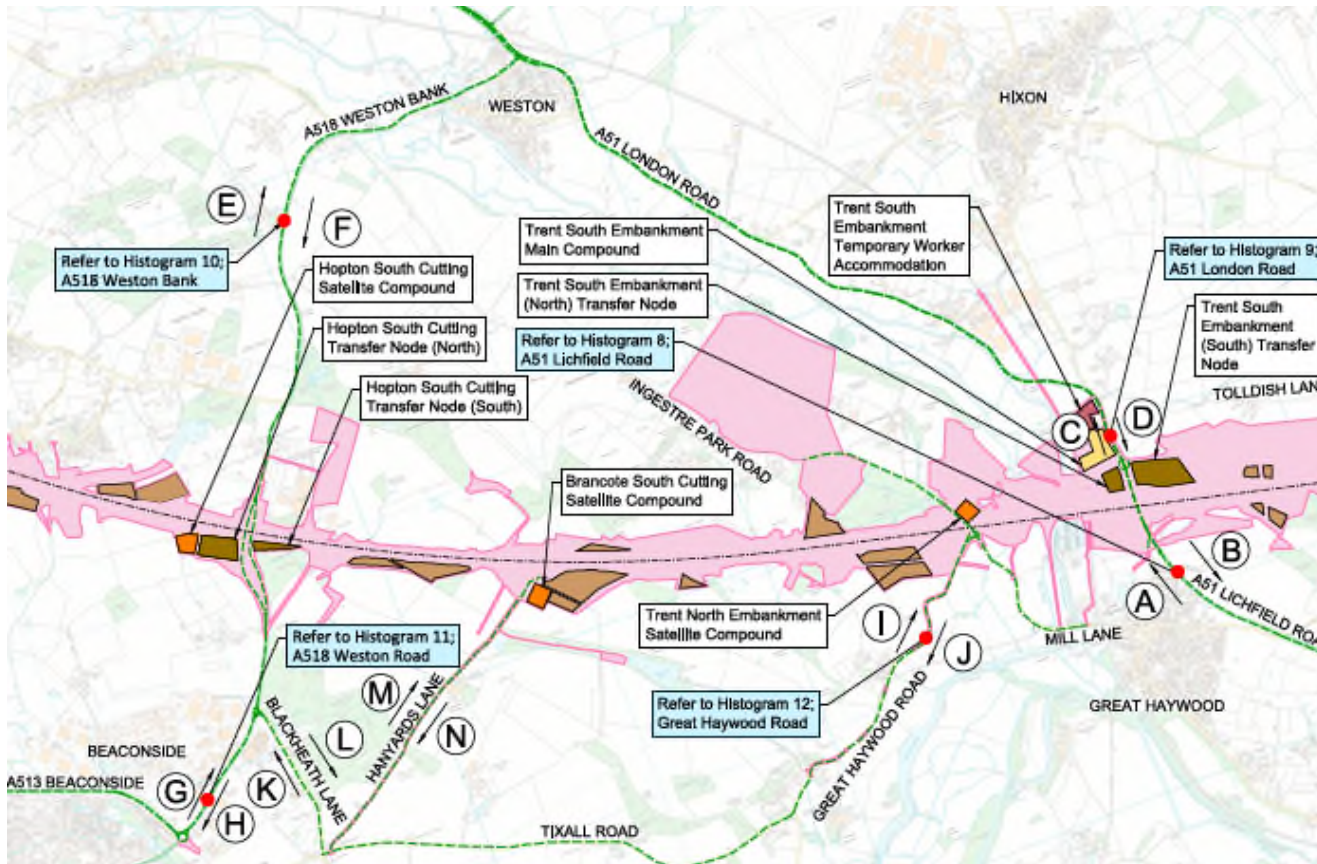 A518 WESTON BANK
WESTON
HIXON
A51 LONDON ROAD
E
F
Refer to Histogram 10;
A518 Weston Bank
Hopton South Cutting
Satellite Compound
Hopton South Cutting
Transfer Node (North)
Hopton South Cutting
Transfer Node (South)
Trent South Embankment
Main Compound
Trent South Embankment
(North) Transfer Node
Refer to Histogram 8;
A51 Lichfield Road
Trent South
Embankment
Temporary Worker
Accommodation
Refer to Histogram 9;
A51 London Road
Trent South
Embankment
(South) Transfer
Node
TOLLDISH LAN
INGESTRE PARK ROAD
C
D
Brancote South Cutting
Satellite Compound
Trent North Embankment
Satellite Compound
B
A
A51 LICHFIELD ROA
MILL LANE
I
J
Refer to Histogram 11;
A518 Weston Road
M
N
HANYARDS LANE
L
K
BLACKHEATH LANE
Refer to Histogram 12;
Great Haywood Road
GREAT HAYWOOD ROAD
GREAT HAYWOOD
BEACONSIDE
A513 BEACONSIDE
G
H
TIXALL ROAD